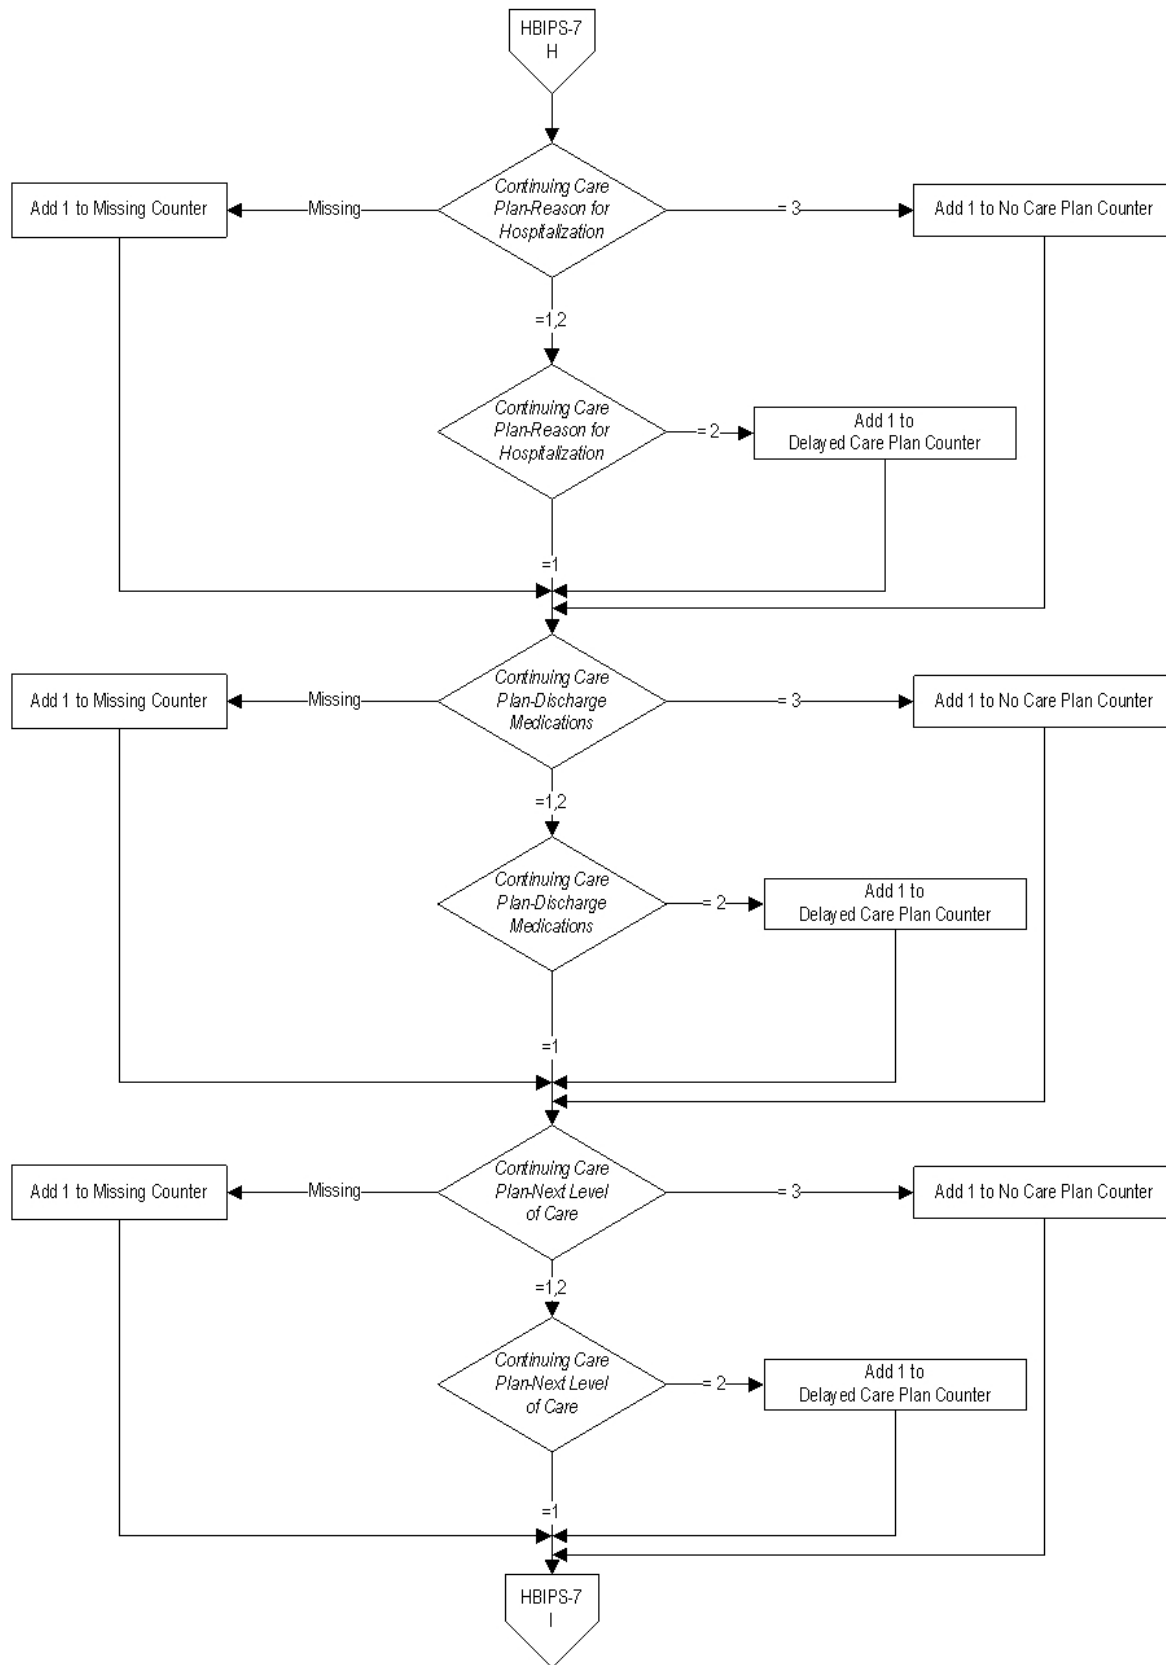 HBIPS-7
H
Continuing Care
Plan-Reason for
Hospitalization
Add 1 to Missing Counter
Missing
= 3
Add 1 to No Care Plan Counter
=1,2
Continuing Care
Plan-Reason for
Hospitalization
= 2
Add 1 to
Delayed Care Plan Counter
=1
Continuing Care
Plan-Discharge
Medications
Add 1 to Missing Counter
Missing
= 3
Add 1 to No Care Plan Counter
=1,2
Continuing Care
Plan-Discharge
Medications
= 2
Add 1 to
Delayed Care Plan Counter
=1
Continuing Care
Plan-Next Level
of Care
Add 1 to Missing Counter
Missing
= 3
Add 1 to No Care Plan Counter
=1,2
Continuing Care
Plan-Next Level
of Care
= 2
Add 1 to
Delayed Care Plan Counter
=1
HBIPS-7
I